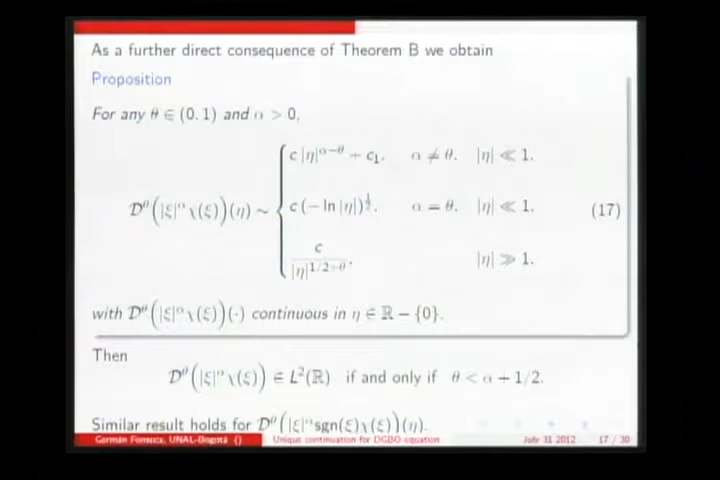 As a further direct consequence of Theorem B we obtain
Proposition
For any θ ∈ (0, 1) and α > 0,
𝒟^θ(|ξ|^α χ(ξ))(η) ∼ { c |η|^{α−θ} + c₁, α ≠ θ, |η| ≪ 1,
c (− ln |η|)^{1/2}, α = θ, |η| ≪ 1, (17)
c / |η|^{1/2+θ}, |η| ≫ 1,
with 𝒟^θ(|ξ|^α χ(ξ))(·) continuous in η ∈ ℝ − {0}.
Then
𝒟^θ(|ξ|^α χ(ξ)) ∈ L²(ℝ) if and only if θ < α + 1/2.
Similar result holds for 𝒟^θ(|ξ|^α sgn(ξ)χ(ξ))(η).
Germán Fonseca, UNAL-Bogotá () Unique continuation for DGBO equation July 31 2012 17 / 30